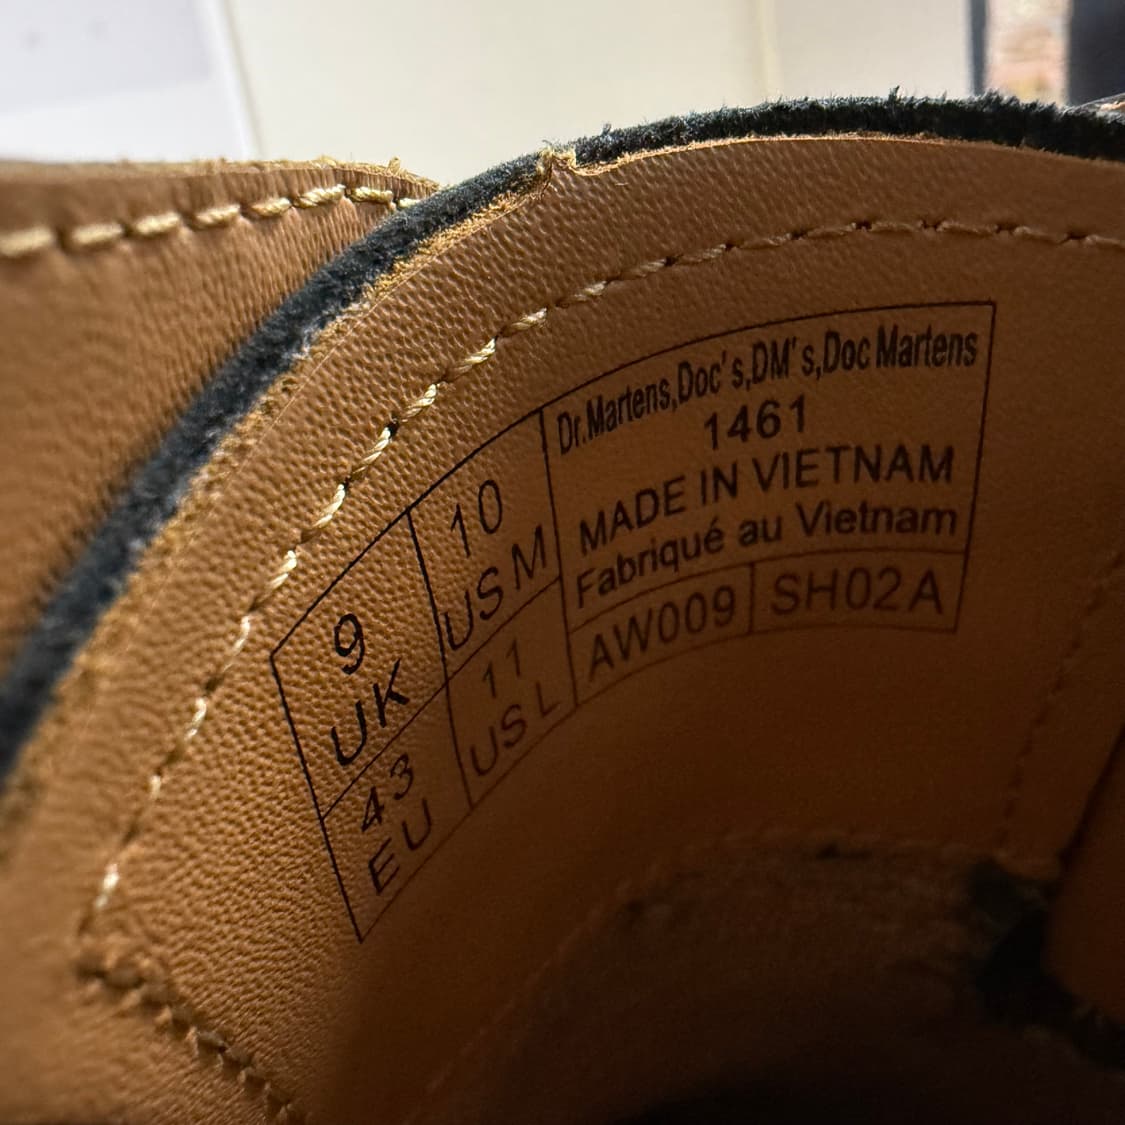 9
UK
43
EU
10
US M
11
US L
Dr.Martens,Doc's,DM's,Doc Martens
1461
MADE IN VIETNAM
Fabriqué au Vietnam
AW009
SH02A